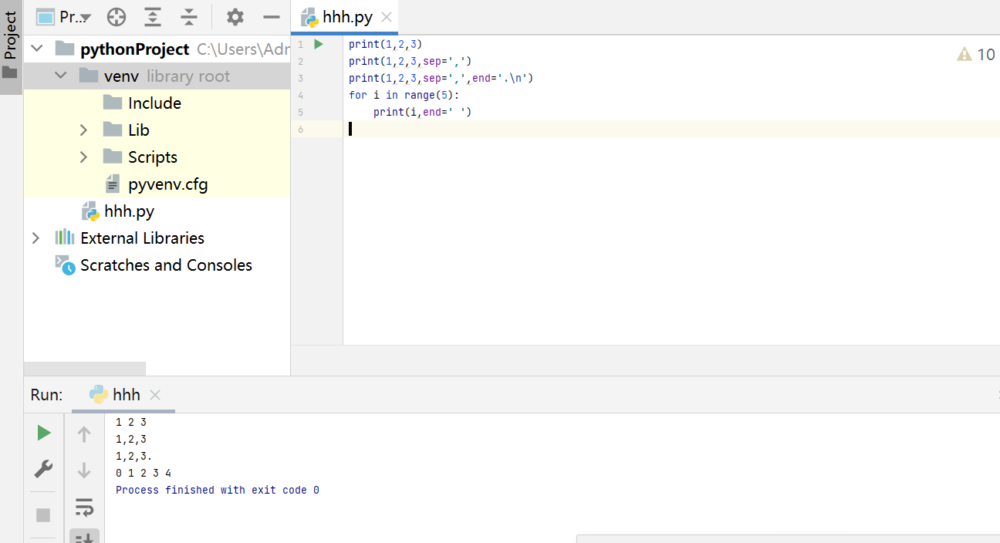 Project
Pr...
hhh.py
pythonProject C:\Users\Adr
venv library root
Include
Lib
Scripts
pyvenv.cfg
hhh.py
External Libraries
Scratches and Consoles
1 print(1,2,3)
2 print(1,2,3,sep=',')
3 print(1,2,3,sep=',',end='.\n')
4 for i in range(5):
5     print(i,end=' ')
6
10
Run: hhh
1 2 3
1,2,3
1,2,3.
0 1 2 3 4
Process finished with exit code 0